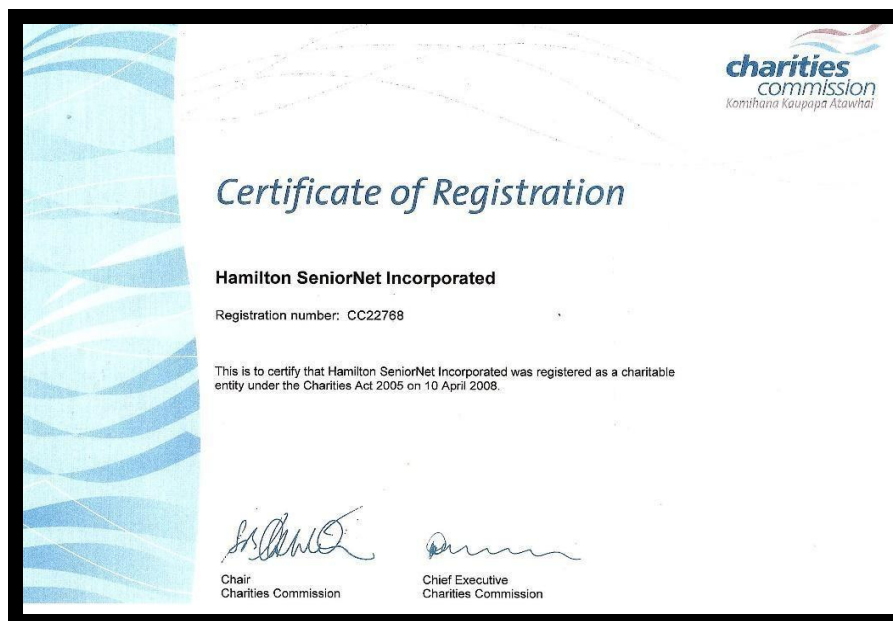 charities
commission
Komihana Kaupapa Atawhai
Certificate of Registration
Hamilton SeniorNet Incorporated
Registration number: CC22768
This is to certify that Hamilton SeniorNet Incorporated was registered as a charitable
entity under the Charities Act 2005 on 10 April 2008.
Chair
Charities Commission
Chief Executive
Charities Commission